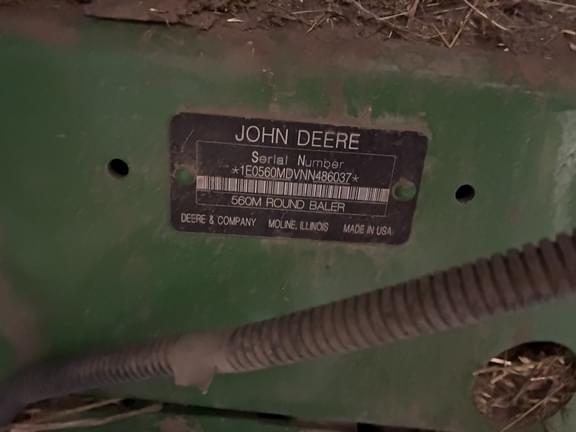 JOHN DEERE
Serial Number
*1E0560MDVNN486037*
560M ROUND BALER
DEERE & COMPANY MOLINE, ILLINOIS MADE IN USA